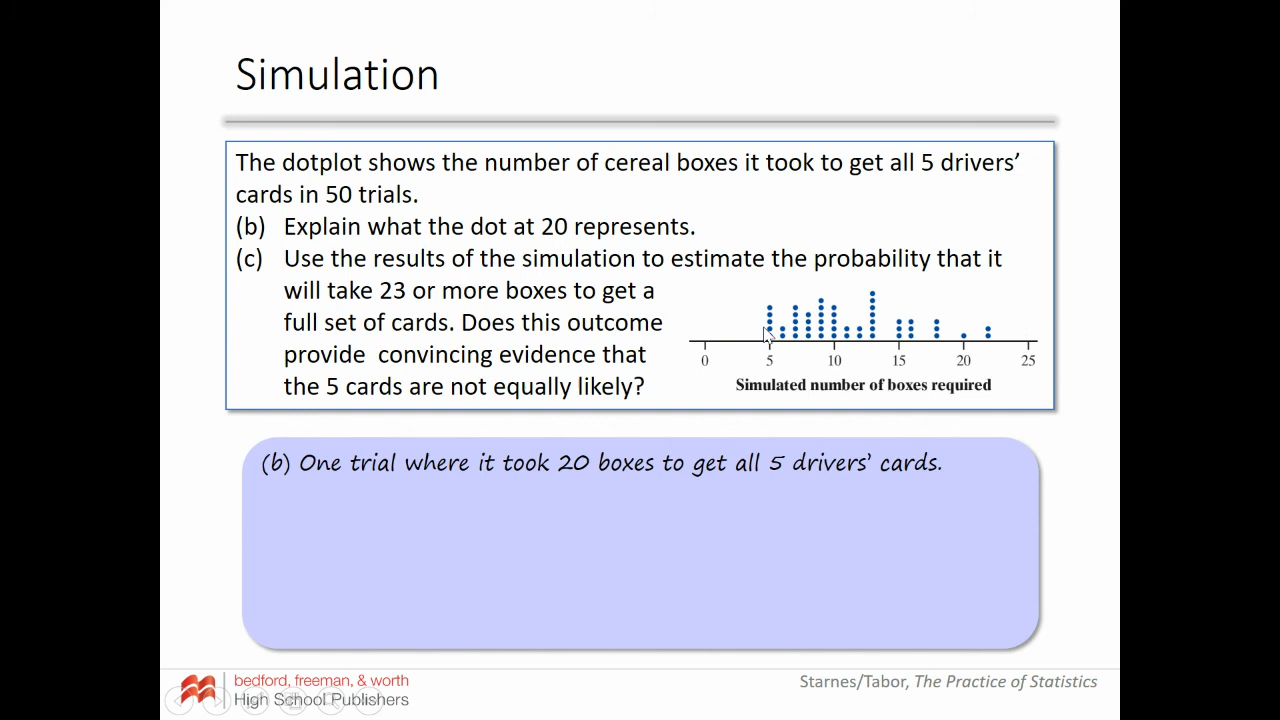 Simulation
The dotplot shows the number of cereal boxes it took to get all 5 drivers’
cards in 50 trials.
(b) Explain what the dot at 20 represents.
(c) Use the results of the simulation to estimate the probability that it
will take 23 or more boxes to get a
full set of cards. Does this outcome
provide convincing evidence that
the 5 cards are not equally likely?
0 5 10 15 20 25
Simulated number of boxes required
(b) One trial where it took 20 boxes to get all 5 drivers’ cards.
bedford, freeman, & worth
High School Publishers
Starnes/Tabor, The Practice of Statistics